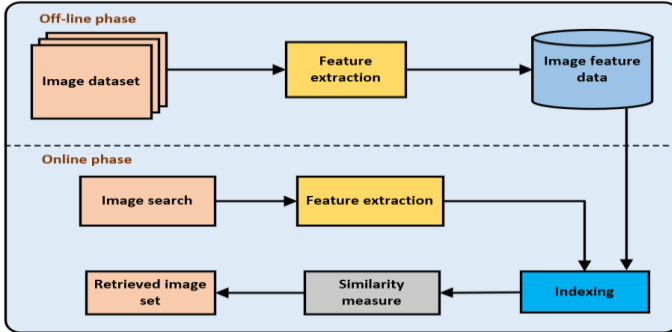 Off-line phase
Image dataset
Feature
extraction
Image feature
data
Online phase
Image search
Feature extraction
Retrieved image
set
Similarity
measure
Indexing